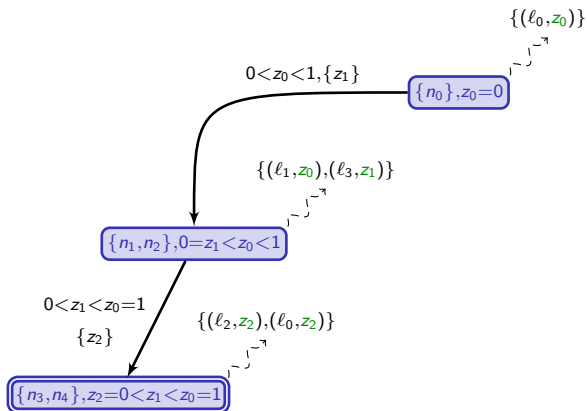 {(ℓ₀,z₀)}
0<z₀<1,{z₁}
{n₀},z₀=0
{(ℓ₁,z₀),(ℓ₃,z₁)}
{n₁,n₂},0=z₁<z₀<1
0<z₁<z₀=1
{z₂}
{(ℓ₂,z₂),(ℓ₀,z₂)}
{n₃,n₄},z₂=0<z₁<z₀=1